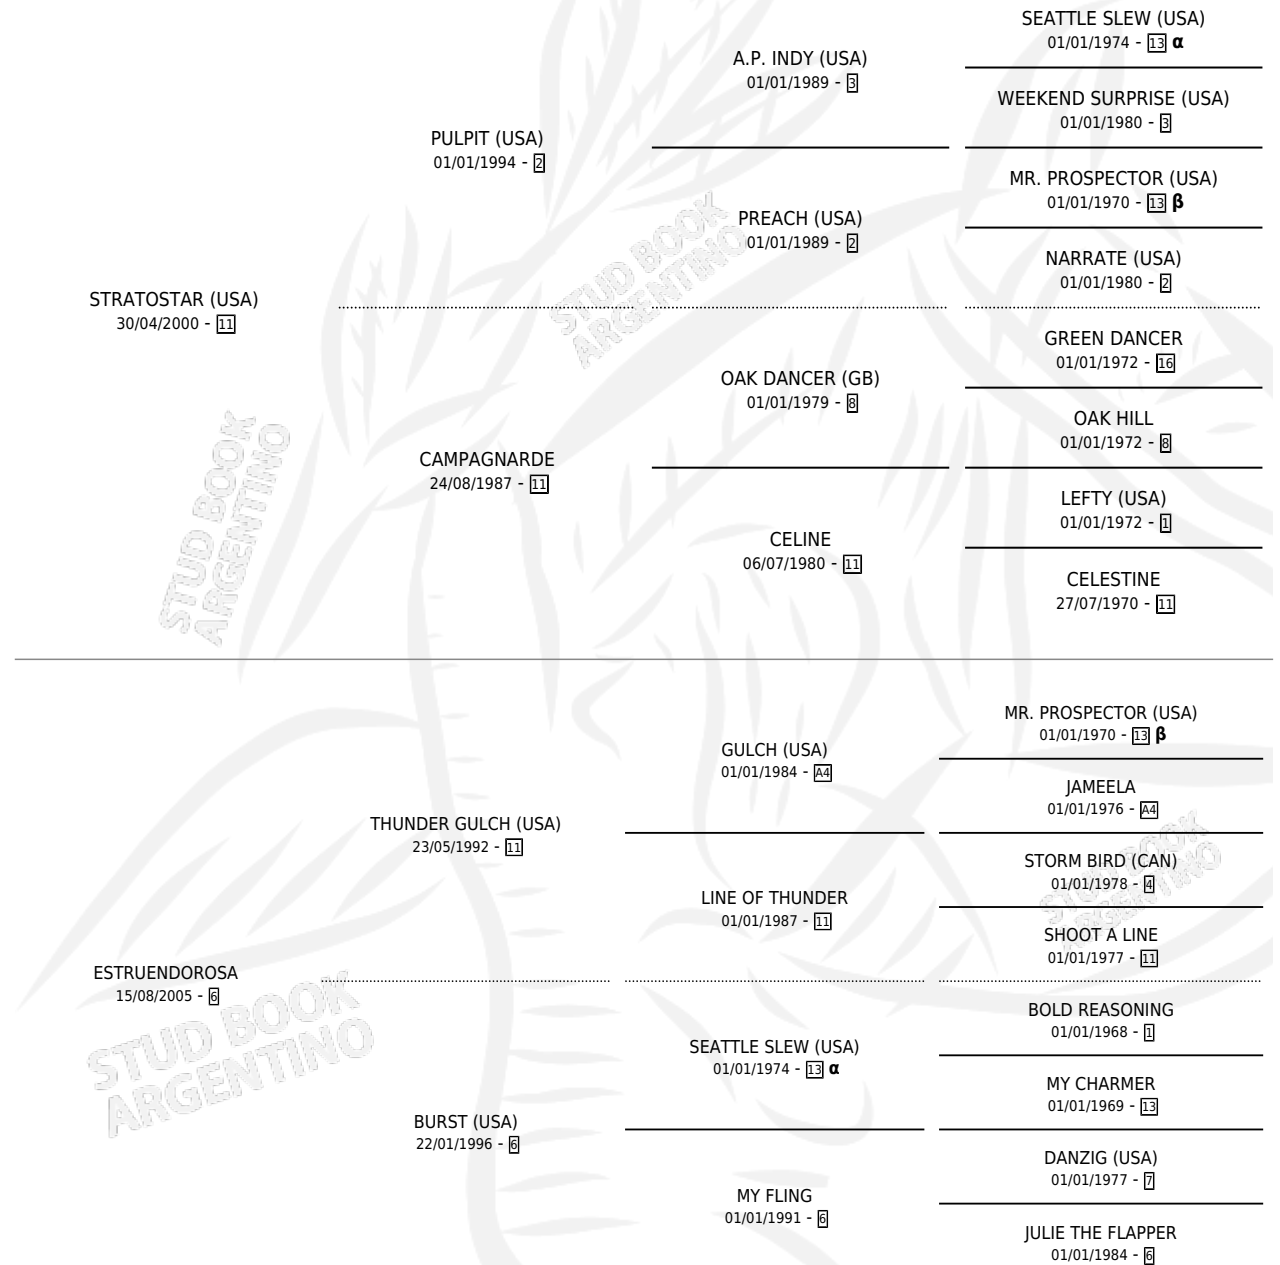 SEATTLE SLEW (USA)
01/01/1974 - 13 α
A.P. INDY (USA)
01/01/1989 - 3
WEEKEND SURPRISE (USA)
01/01/1980 - 3
PULPIT (USA)
01/01/1994 - 2
MR. PROSPECTOR (USA)
01/01/1970 - 13 β
PREACH (USA)
01/01/1989 - 2
NARRATE (USA)
01/01/1980 - 2
STRATOSTAR (USA)
30/04/2000 - 11
GREEN DANCER
01/01/1972 - 16
OAK DANCER (GB)
01/01/1979 - 8
OAK HILL
01/01/1972 - 8
CAMPAGNARDE
24/08/1987 - 11
LEFTY (USA)
01/01/1972 - 1
CELINE
06/07/1980 - 11
CELESTINE
27/07/1970 - 11
MR. PROSPECTOR (USA)
01/01/1970 - 13 β
GULCH (USA)
01/01/1984 - A4
JAMEELA
01/01/1976 - A4
THUNDER GULCH (USA)
23/05/1992 - 11
STORM BIRD (CAN)
01/01/1978 - 4
LINE OF THUNDER
01/01/1987 - 11
SHOOT A LINE
01/01/1977 - 11
ESTRUENDOROSA
15/08/2005 - 6
BOLD REASONING
01/01/1968 - 1
SEATTLE SLEW (USA)
01/01/1974 - 13 α
MY CHARMER
01/01/1969 - 13
BURST (USA)
22/01/1996 - 6
DANZIG (USA)
01/01/1977 - 7
MY FLING
01/01/1991 - 6
JULIE THE FLAPPER
01/01/1984 - 6
STUD BOOK
ARGENTINO
STUD BOOK
ARGENTINO
STUD BOOK
ARGENTINO
STUD BOOK
ARGENTINO